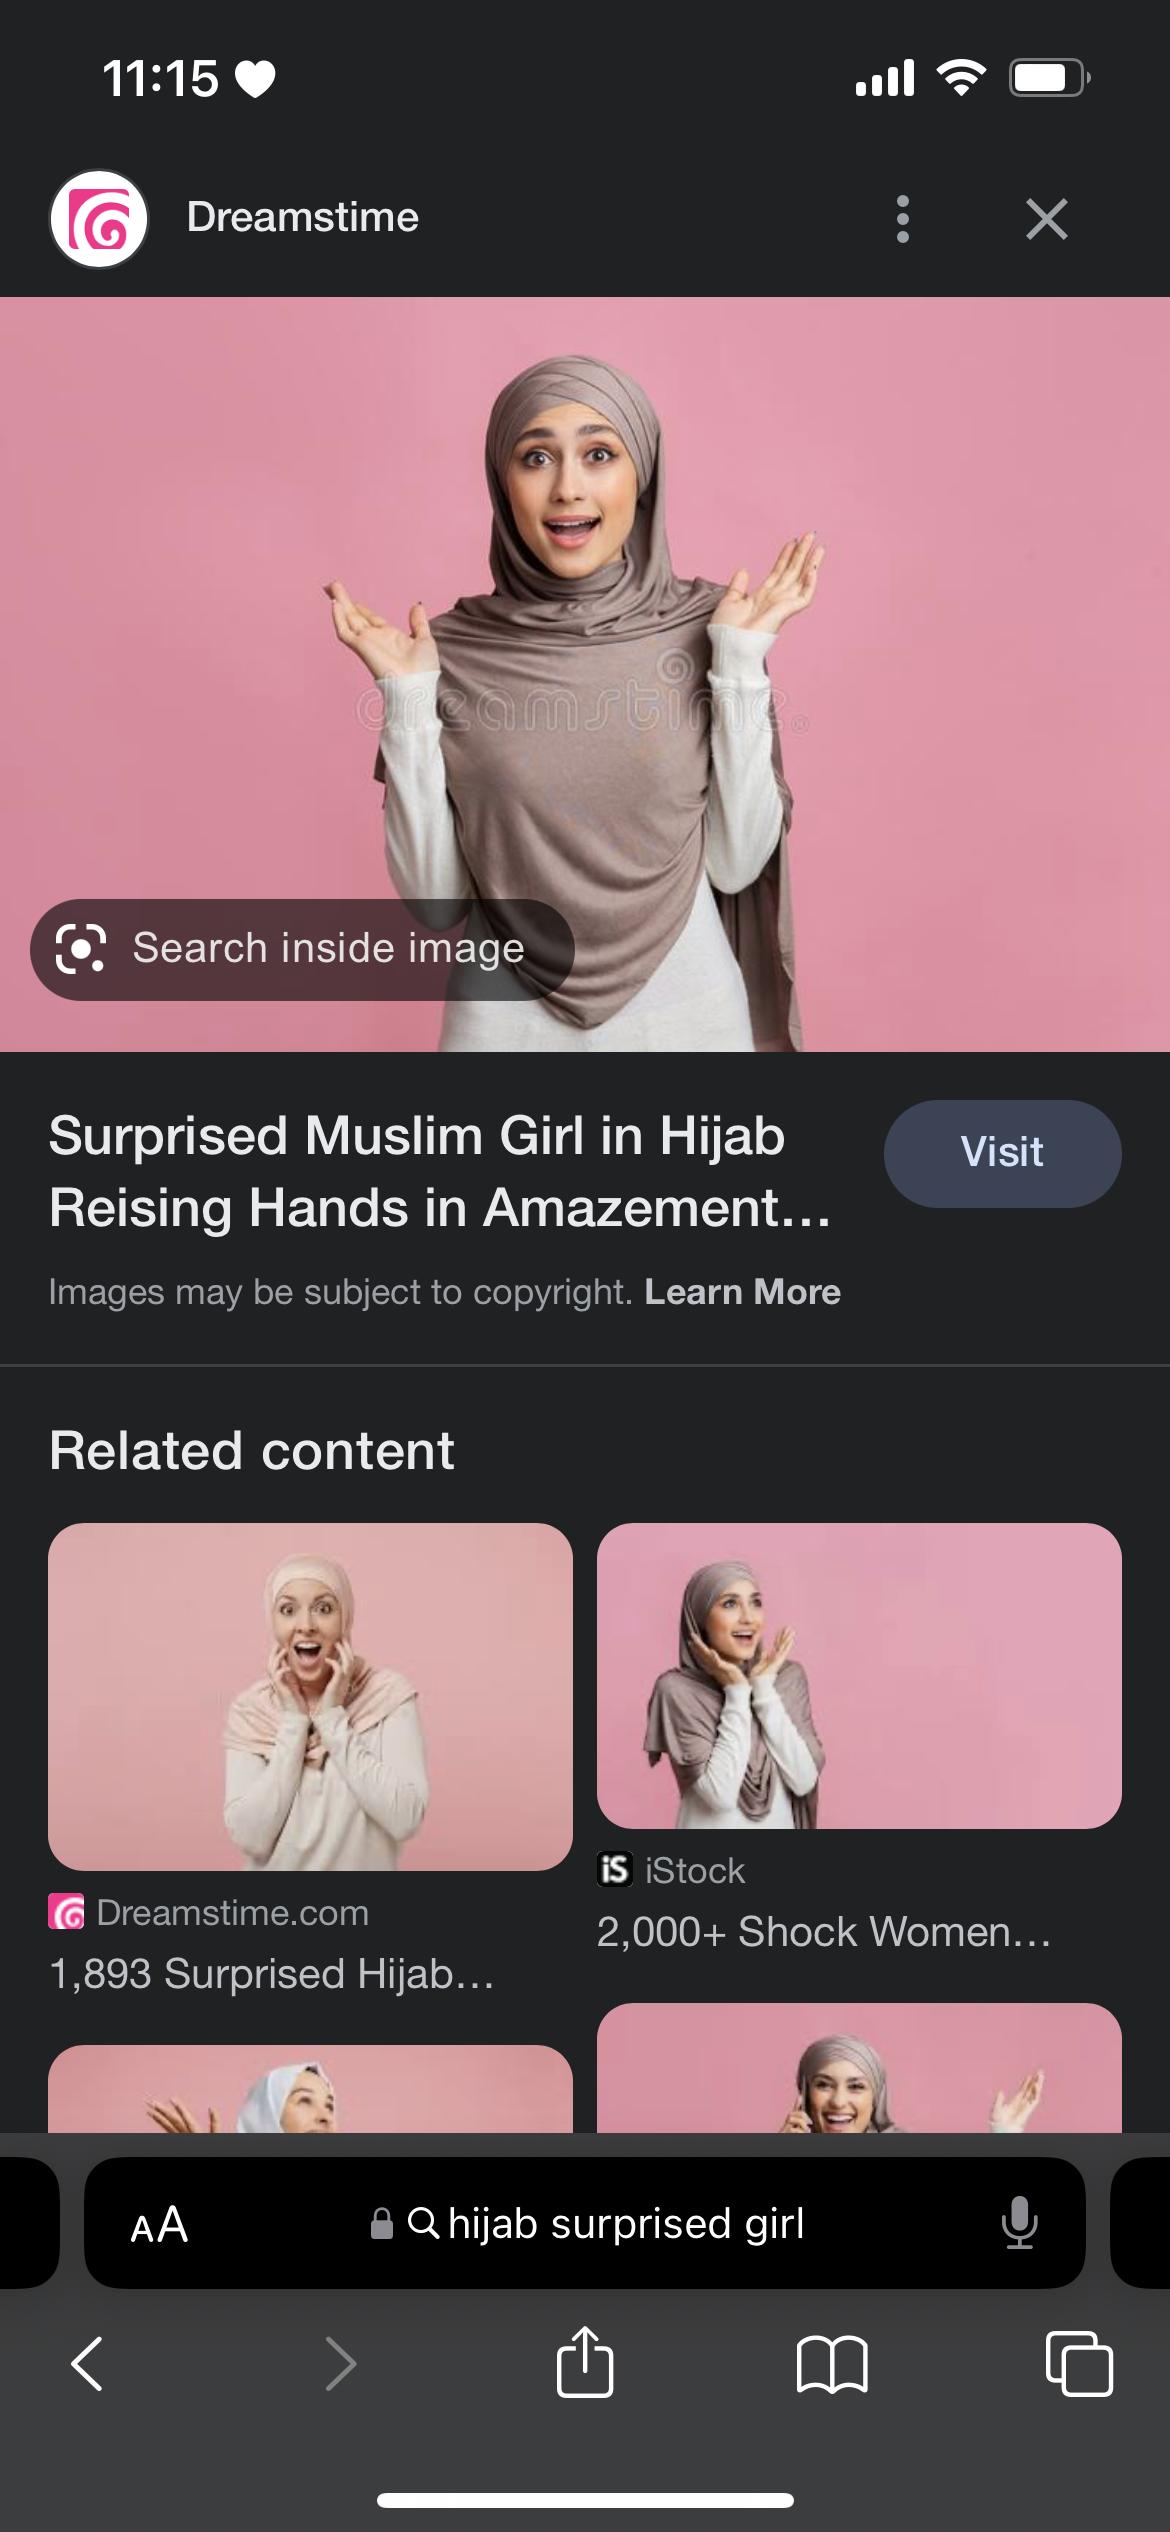 11:15
Dreamstime
dreamstime®
Search inside image
Surprised Muslim Girl in Hijab
Reising Hands in Amazement...
Visit
Images may be subject to copyright. Learn More
Related content
Dreamstime.com
1,893 Surprised Hijab...
iS iStock
2,000+ Shock Women...
AA
hijab surprised girl